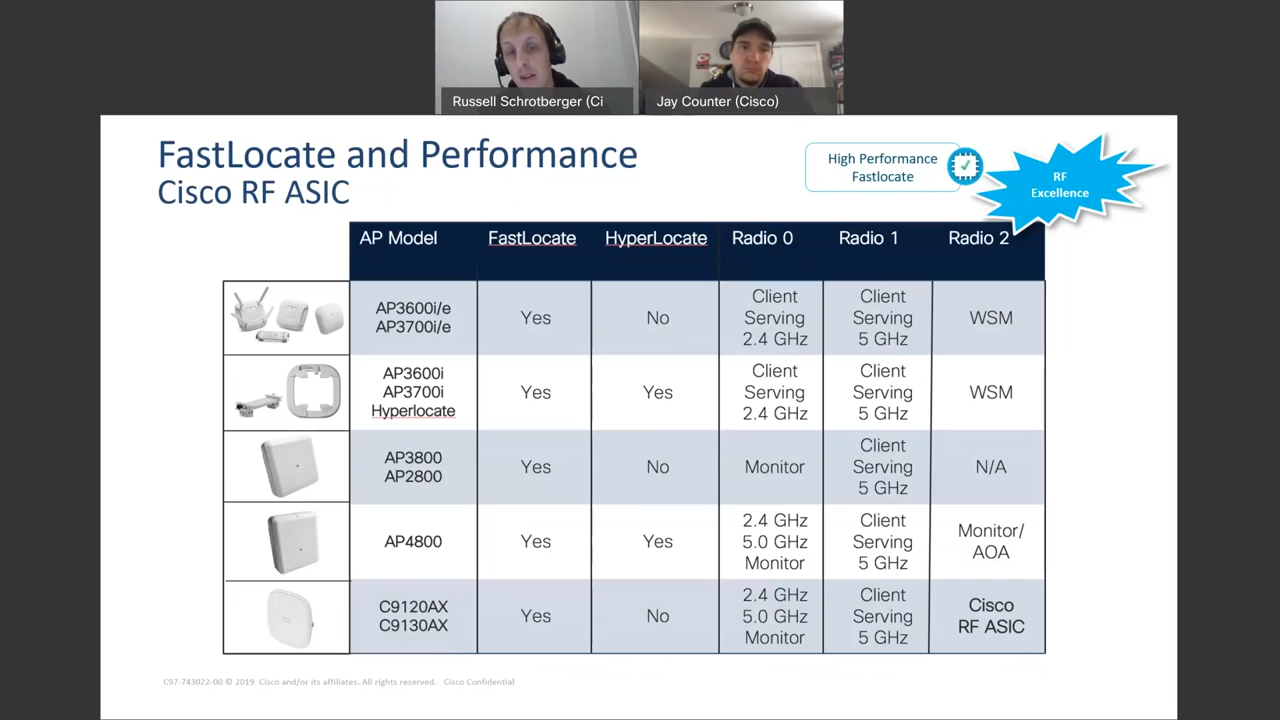 Russell Schrotberger (Ci
Jay Counter (Cisco)
FastLocate and Performance
Cisco RF ASIC
High Performance
Fastlocate
RF
Excellence
AP Model
FastLocate
HyperLocate
Radio 0
Radio 1
Radio 2
AP3600i/e
AP3700i/e
Yes
No
Client
Serving
2.4 GHz
Client
Serving
5 GHz
WSM
AP3600i
AP3700i
Hyperlocate
Yes
Yes
Client
Serving
2.4 GHz
Client
Serving
5 GHz
WSM
AP3800
AP2800
Yes
No
Monitor
Client
Serving
5 GHz
N/A
AP4800
Yes
Yes
2.4 GHz
5.0 GHz
Monitor
Client
Serving
5 GHz
Monitor/
AOA
C9120AX
C9130AX
Yes
No
2.4 GHz
5.0 GHz
Monitor
Client
Serving
5 GHz
Cisco
RF ASIC
C97-743022-00 © 2019 Cisco and/or its affiliates. All rights reserved. Cisco Confidential